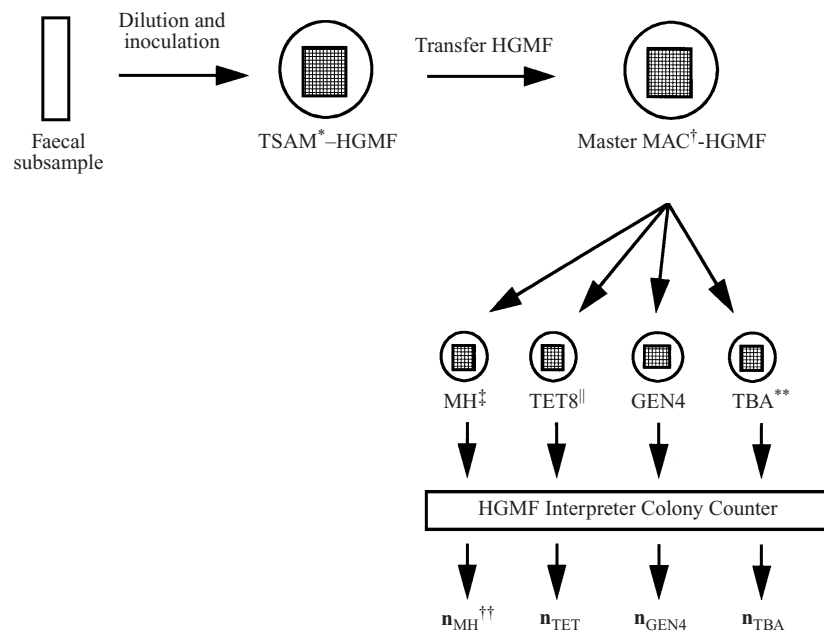 Dilution and
inoculation
Transfer HGMF
Faecal
subsample
TSAM*–HGMF
Master MAC†-HGMF
MH‡
TET8||
GEN4
TBA**
HGMF Interpreter Colony Counter
nMH††
nTET
nGEN4
nTBA